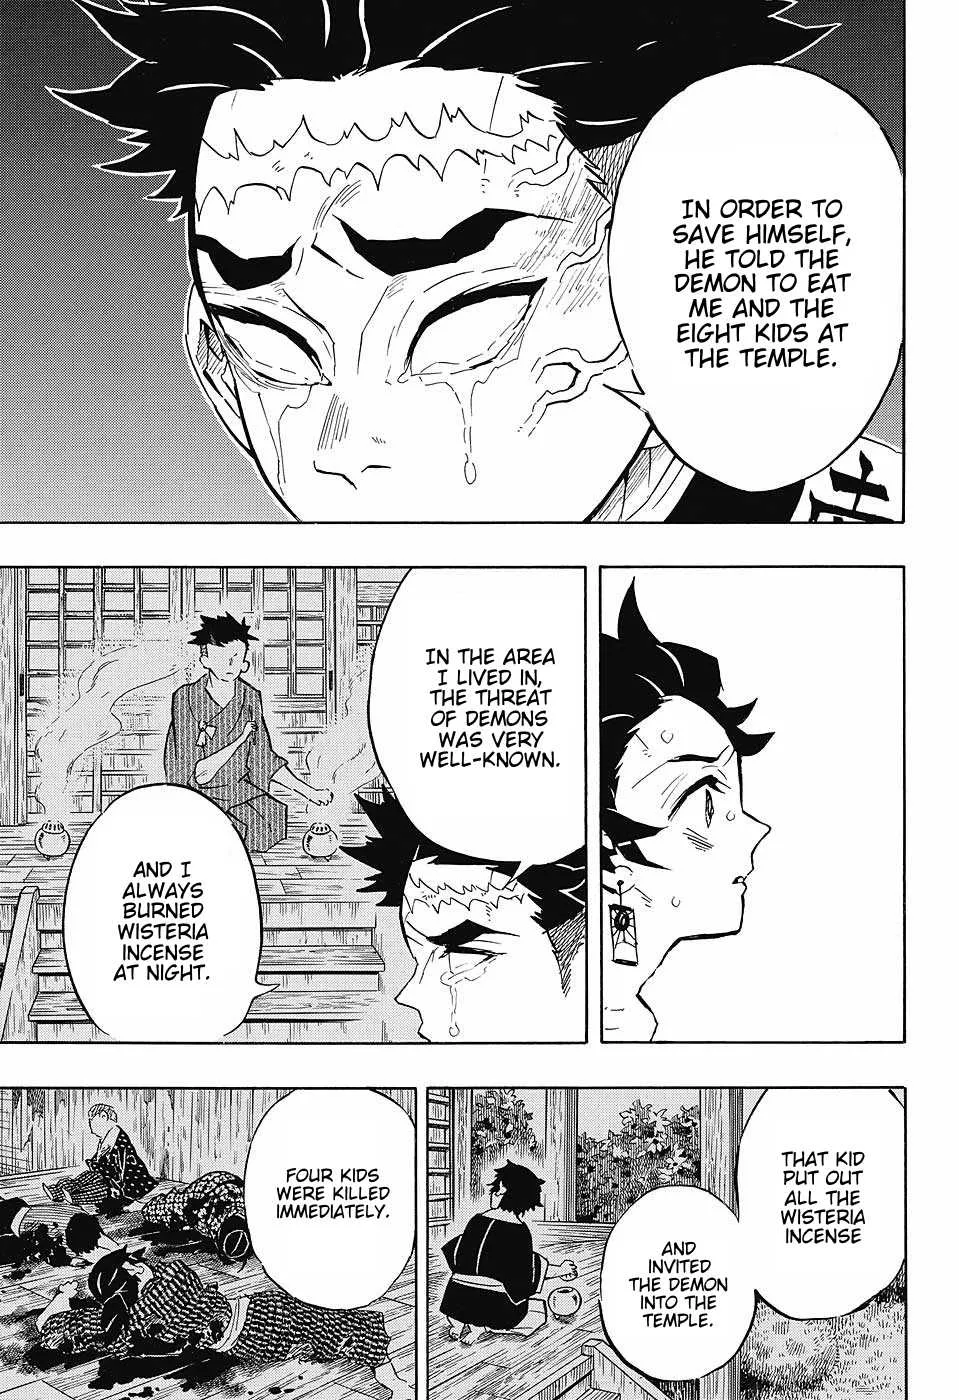 IN ORDER TO
SAVE HIMSELF,
HE TOLD THE
DEMON TO EAT
ME AND THE
EIGHT KIDS AT
THE TEMPLE.
IN THE AREA
I LIVED IN,
THE THREAT
OF DEMONS
WAS VERY
WELL-KNOWN.
AND I
ALWAYS
BURNED
WISTERIA
INCENSE
AT NIGHT.
THAT KID
PUT OUT
ALL THE
WISTERIA
INCENSE
AND
INVITED
THE DEMON
INTO THE
TEMPLE.
FOUR KIDS
WERE KILLED
IMMEDIATELY.